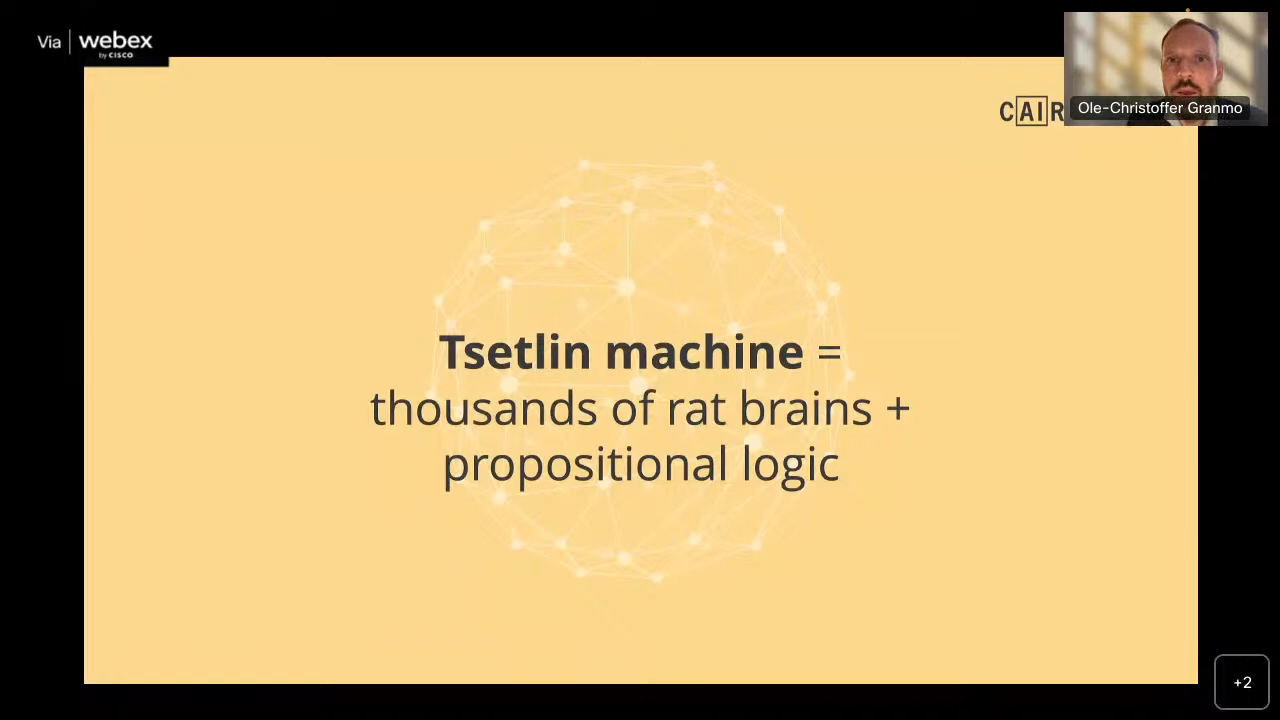 Via webex
by CISCO
CAIR
Ole-Christoffer Granmo
Tsetlin machine =
thousands of rat brains +
propositional logic
+2